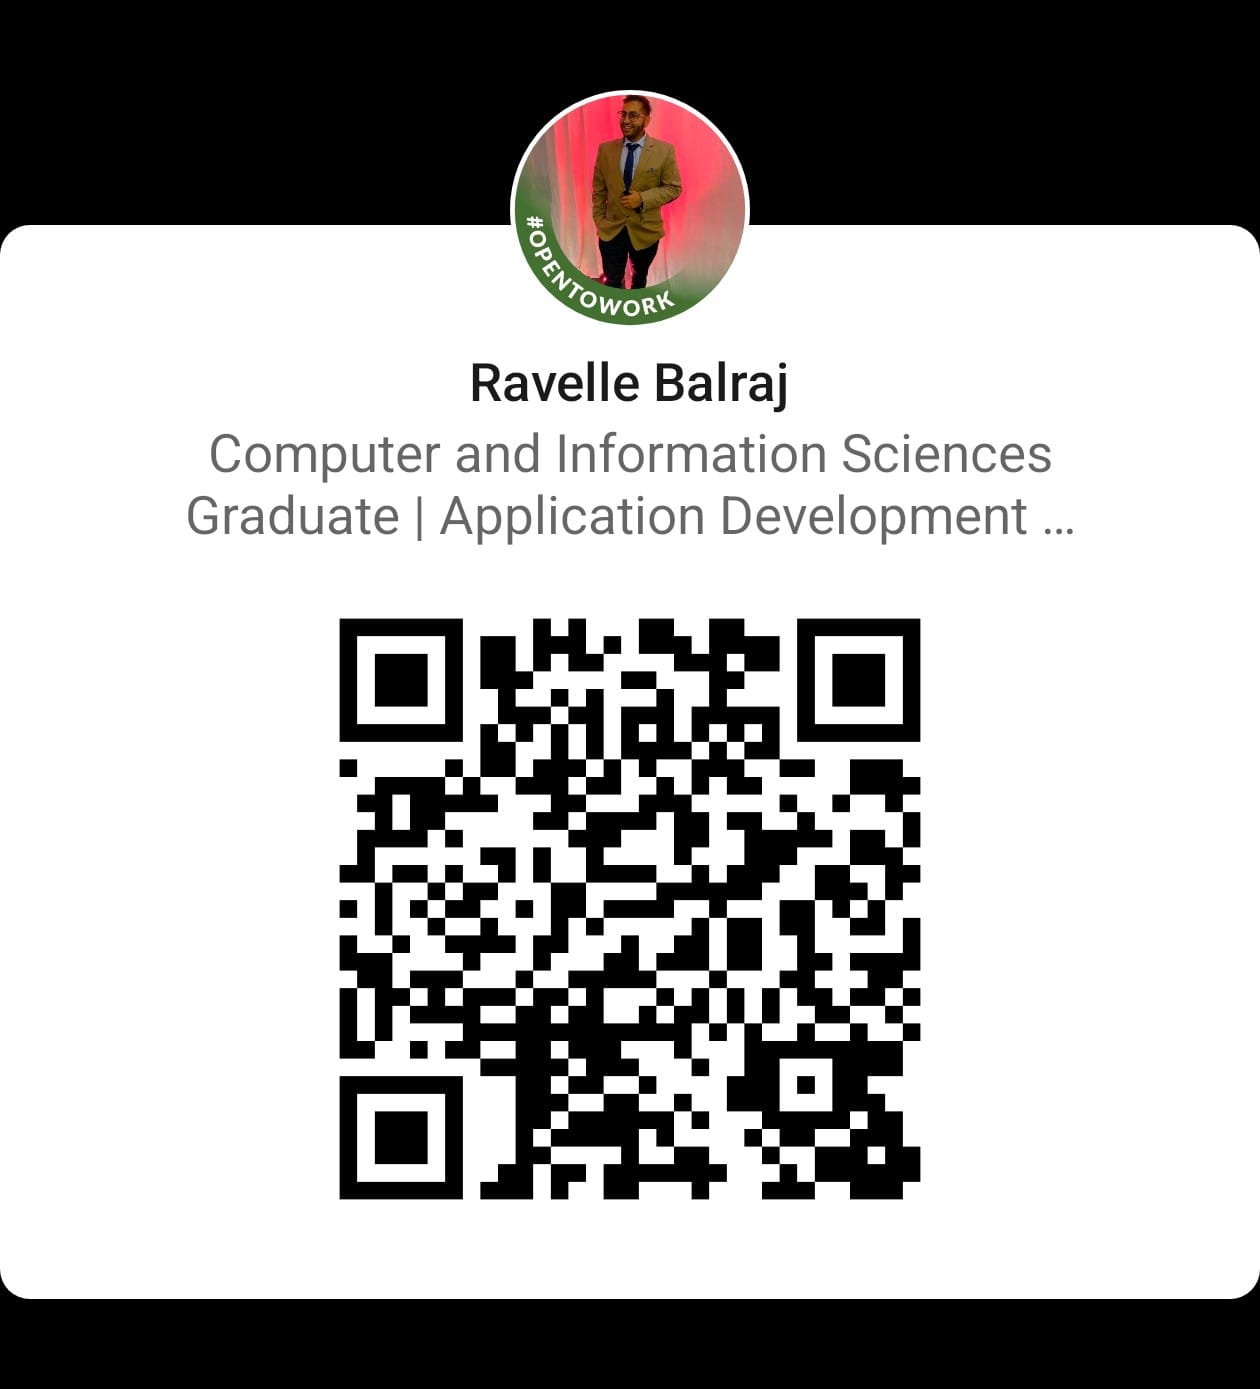 #OPENTOWORK
Ravelle Balraj
Computer and Information Sciences
Graduate | Application Development ...